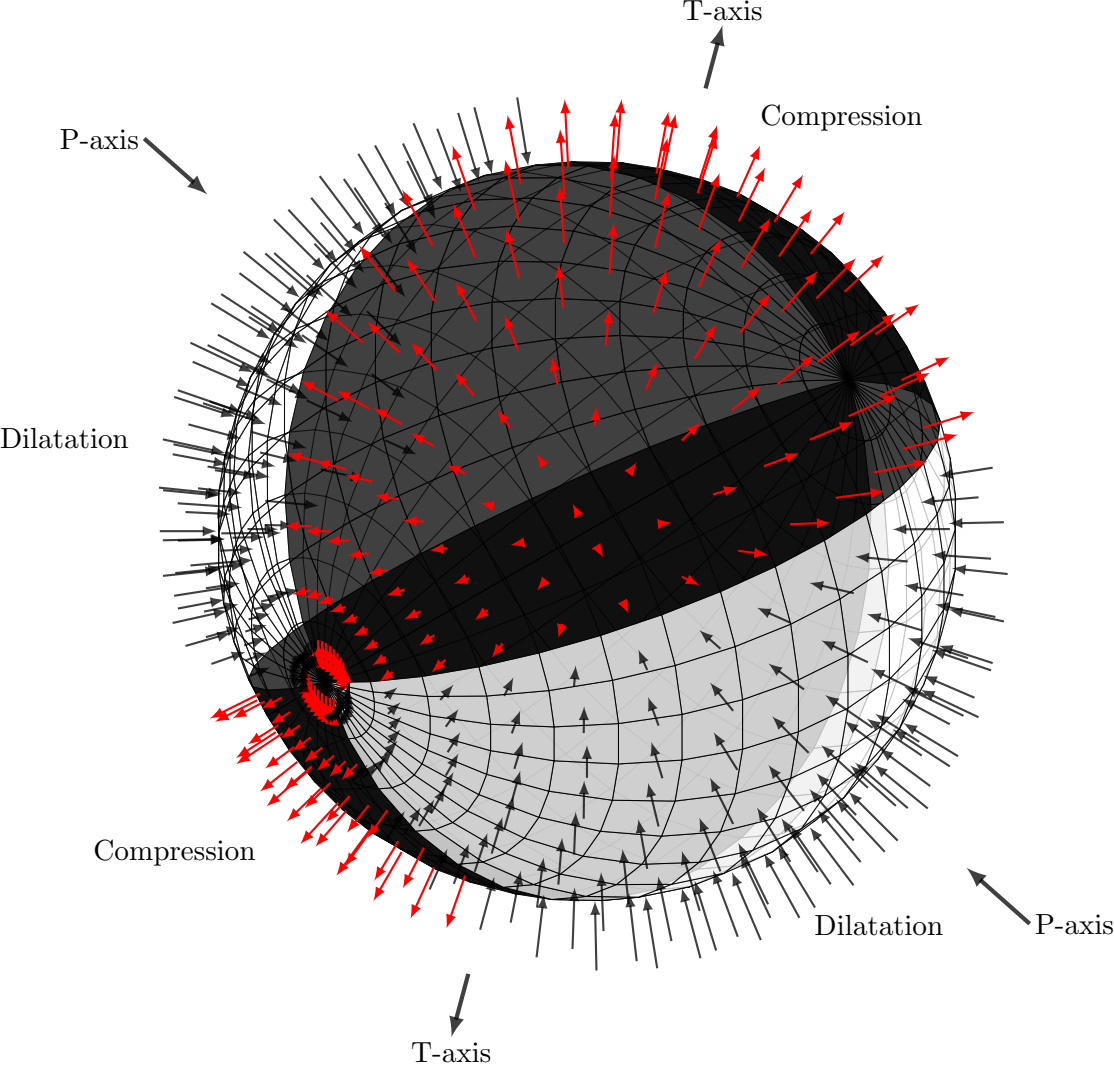 T-axis
Compression
P-axis
Dilatation
Compression
Dilatation
P-axis
T-axis